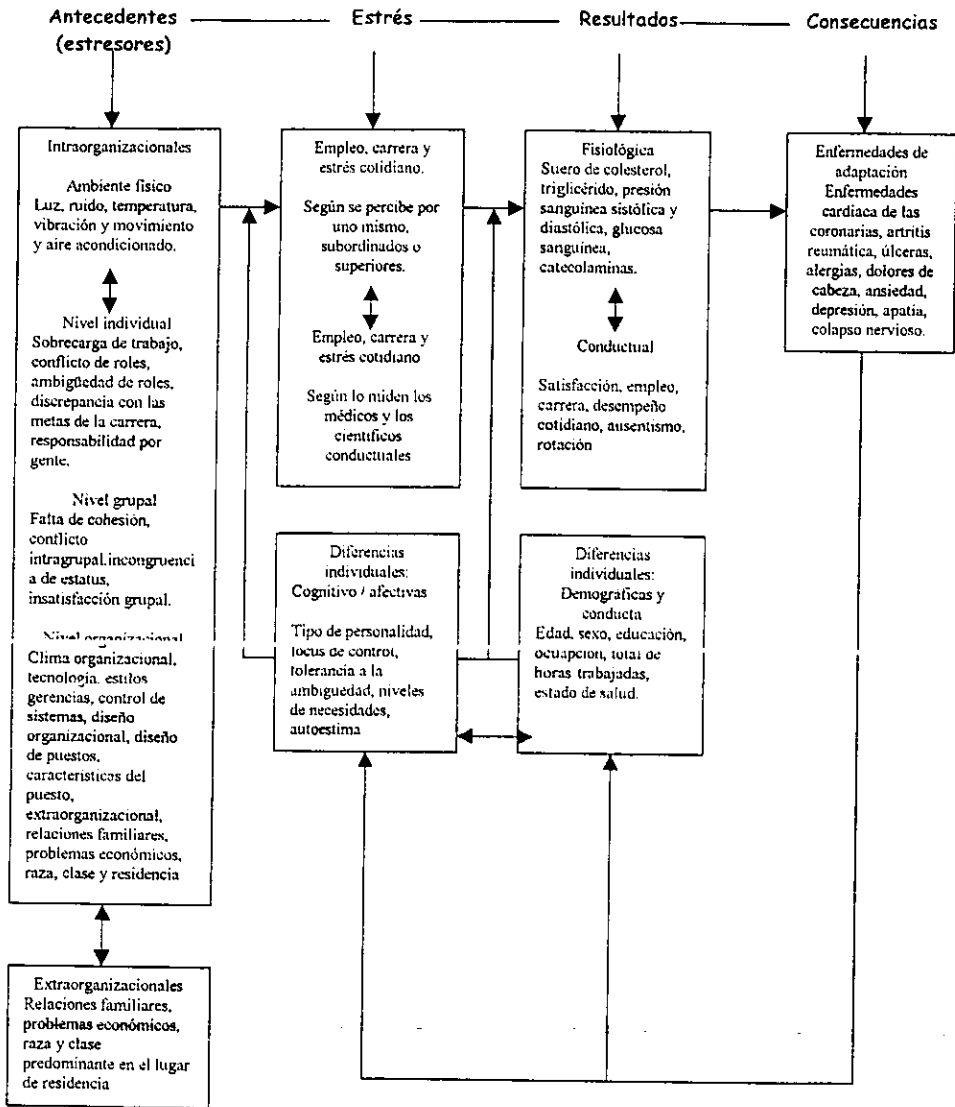 Antecedentes
(estresores)
Estrés
Resultados
Consecuencias
Intraorganizacionales
Ambiente físico
Luz, ruido, temperatura,
vibración y movimiento
y aire acondicionado.
Nivel individual
Sobrecarga de trabajo,
conflicto de roles,
ambigüedad de roles,
discrepancia con las
metas de la carrera,
responsabilidad por
gente.
Nivel grupal
Falta de cohesión,
conflicto
intragrupal.incongruenci
a de estatus,
insatisfacción grupal.
Nivel organizacional
Clima organizacional,
tecnología, estilos
gerencias, control de
sistemas, diseño
organizacional, diseño
de puestos,
características del
puesto,
extraorganizacional,
relaciones familiares,
problemas económicos,
raza, clase y residencia
Extraorganizacionales
Relaciones familiares,
problemas económicos,
raza y clase
predominante en el lugar
de residencia
Empleo, carrera y
estrés cotidiano.
Según se percibe por
uno mismo,
subordinados o
superiores.
Empleo, carrera y
estrés cotidiano
Según lo miden los
médicos y los
científicos
conductuales
Diferencias
individuales:
Cognitivo / afectivas
Tipo de personalidad,
locus de control,
tolerancia a la
ambiguedad, niveles
de necesidades,
autoestima
Fisiológica
Suero de colesterol,
triglicérido, presión
sanguínea sistólica y
diastólica, glucosa
sanguínea,
catecolaminas.
Conductual
Satisfacción, empleo,
carrera, desempeño
cotidiano, ausentismo,
rotación
Diferencias
individuales:
Demográficas y
conducta
Edad, sexo, educación,
ocuapción, total de
horas trabajadas,
estado de salud.
Enfermedades de
adaptación
Enfermedades
cardiaca de las
coronarias, artritis
reumática, úlceras,
alergias, dolores de
cabeza, ansiedad,
depresión, apatía,
colapso nervioso.